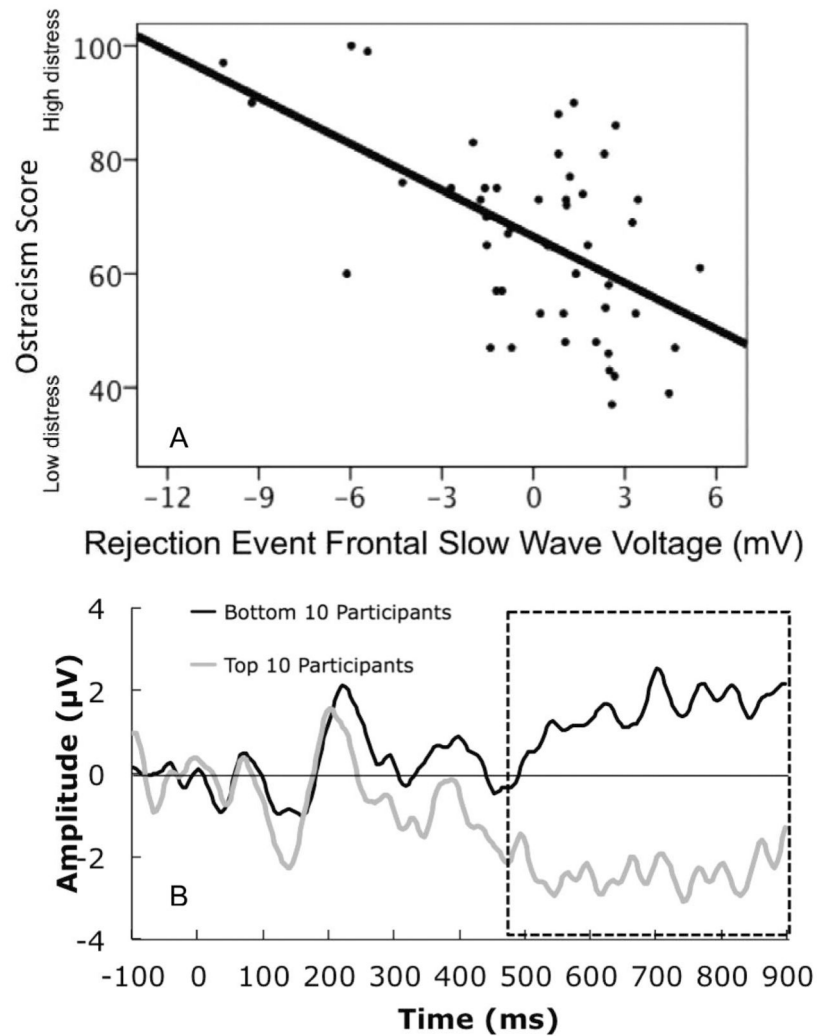 High distress
Ostracism Score
Low distress
100
80
60
40
A
-12 -9 -6 -3 0 3 6
Rejection Event Frontal Slow Wave Voltage (mV)
Amplitude (µV)
4
2
0
-2
-4
Bottom 10 Participants
Top 10 Participants
B
-100 0 100 200 300 400 500 600 700 800 900
Time (ms)